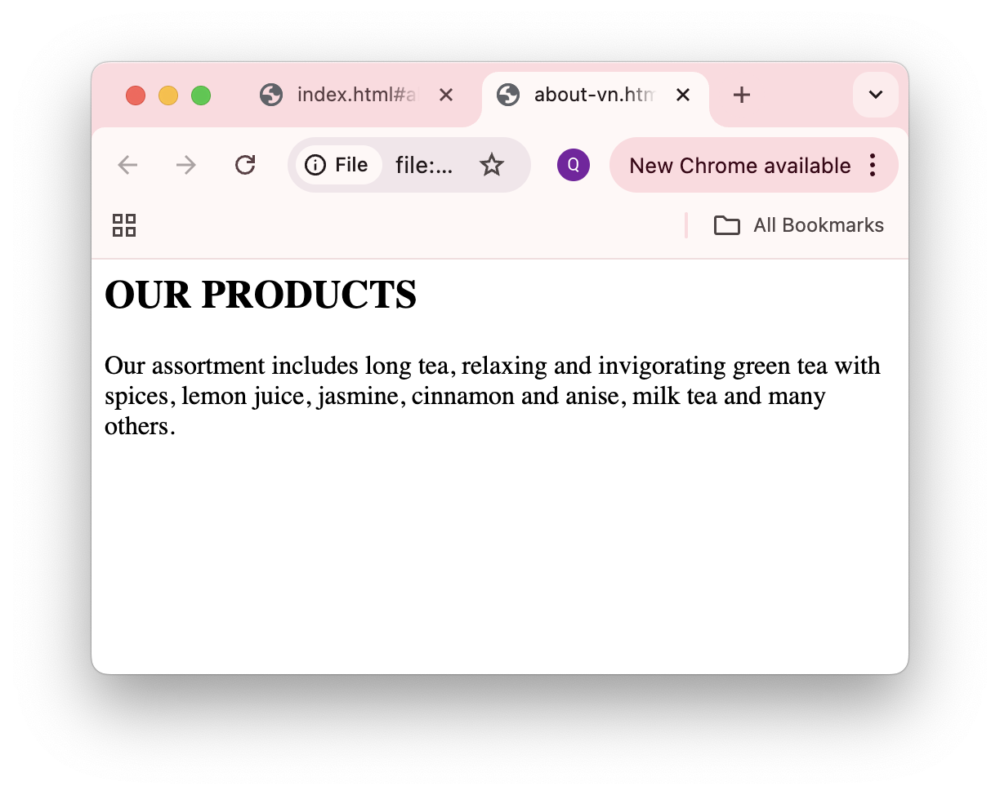 index.html#a
about-vn.htm
File
file:...
Q
New Chrome available
All Bookmarks
OUR PRODUCTS
Our assortment includes long tea, relaxing and invigorating green tea with
spices, lemon juice, jasmine, cinnamon and anise, milk tea and many
others.